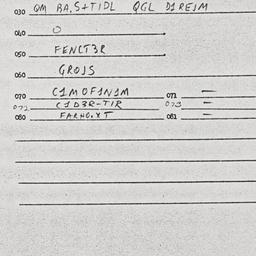 030 QM BA,S+TIDL QGL D1REJM
040 O
050 FENCT3R
060 GROJS
070 C1MOF1N1M 071 —
072 C1D3R-TIR 073 —
080 FARHO.XT 081 —